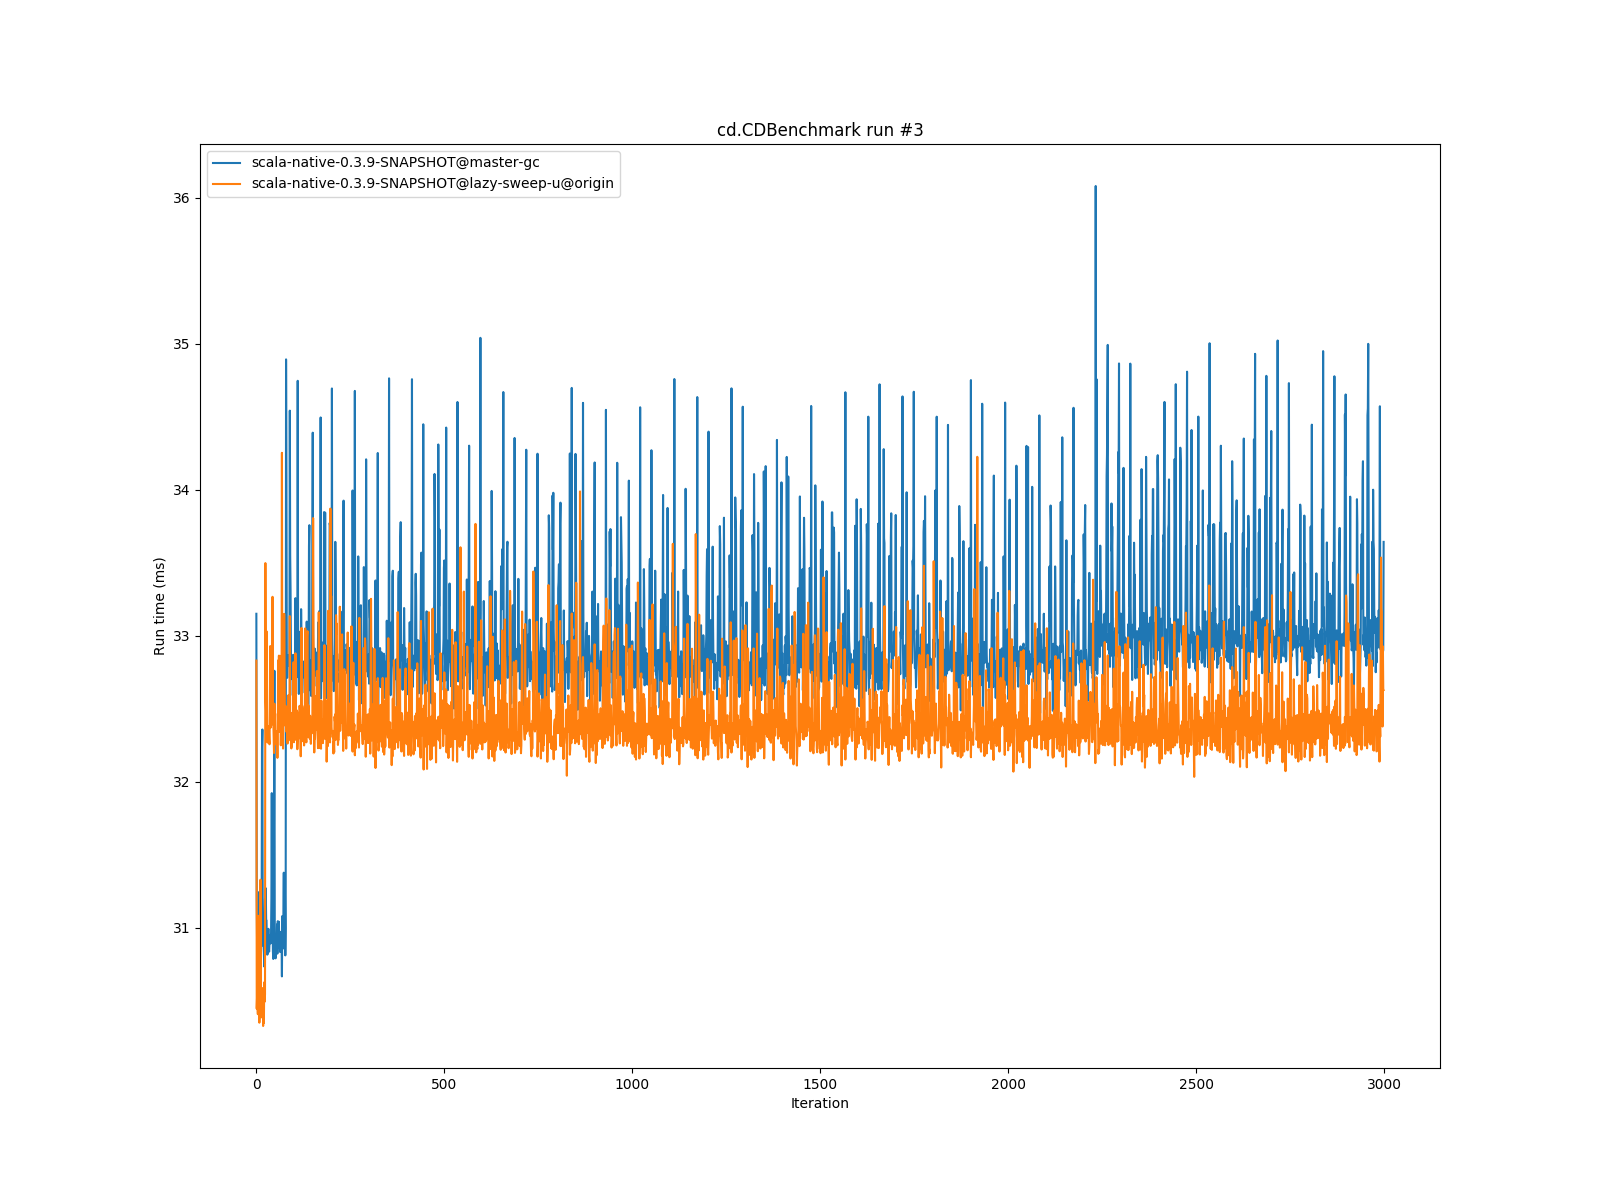 cd.CDBenchmark run #3
scala-native-0.3.9-SNAPSHOT@master-gc
scala-native-0.3.9-SNAPSHOT@lazy-sweep-u@origin
36
35
34
33
32
31
Run time (ms)
0 500 1000 1500 2000 2500 3000
Iteration